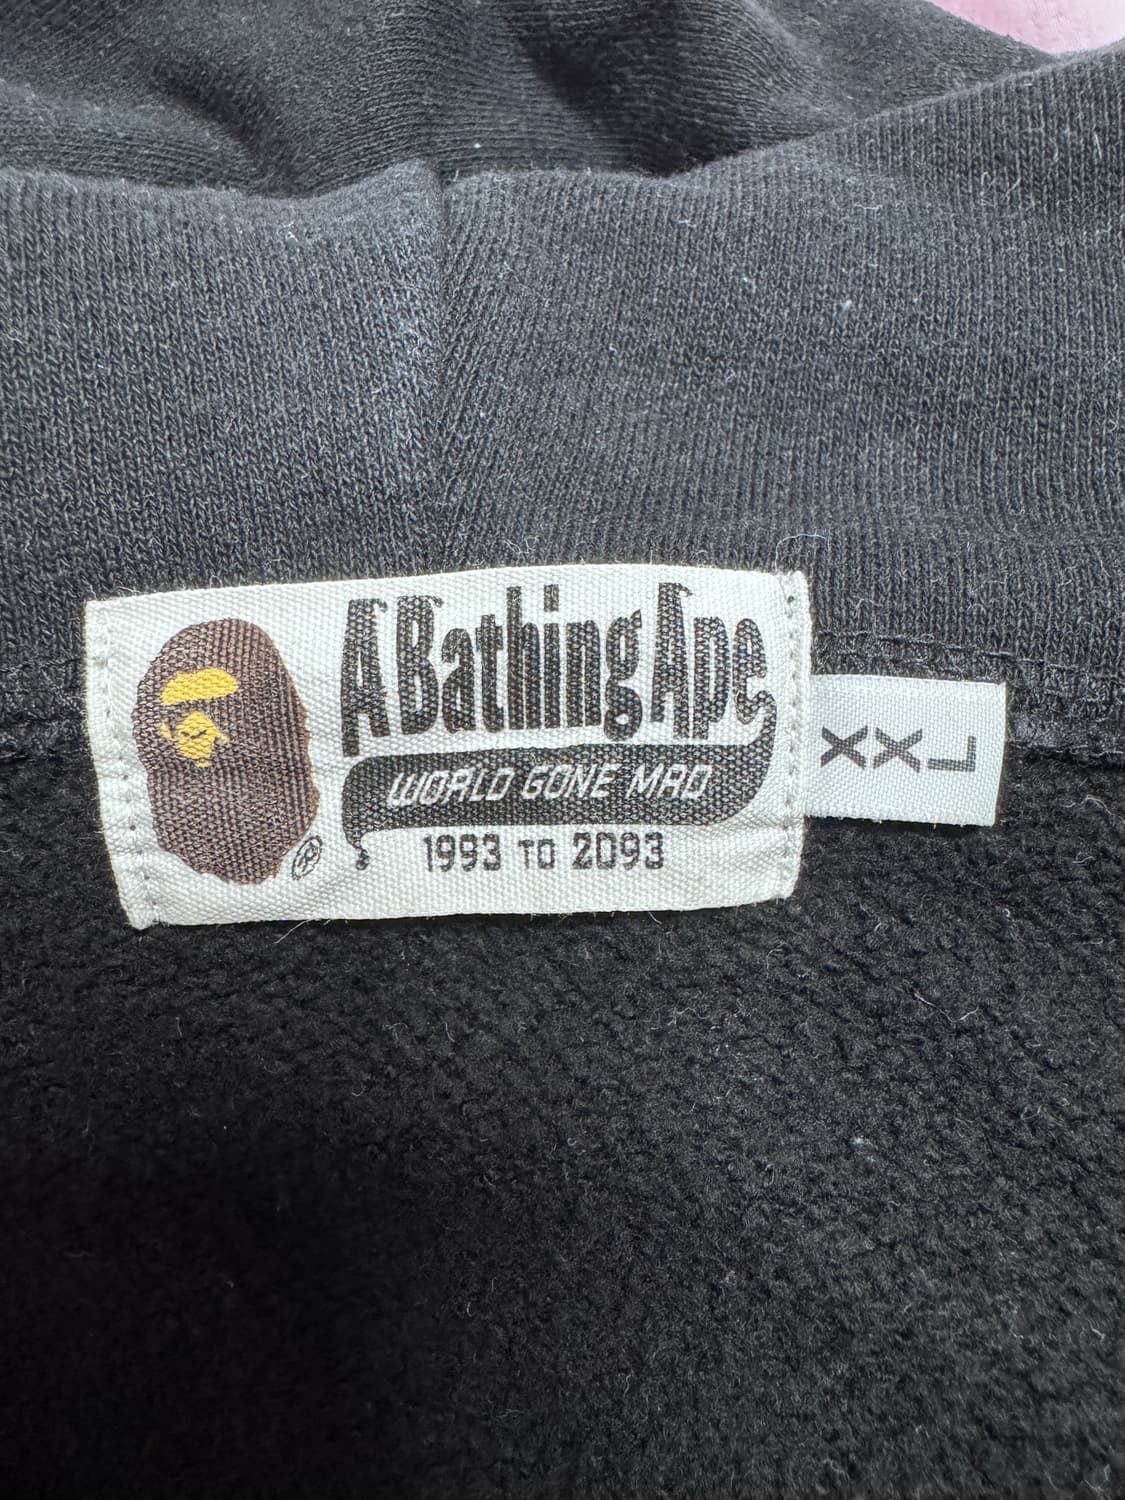 A Bathing Ape
WORLD GONE MAD
1993 TO 2093
®
XXL